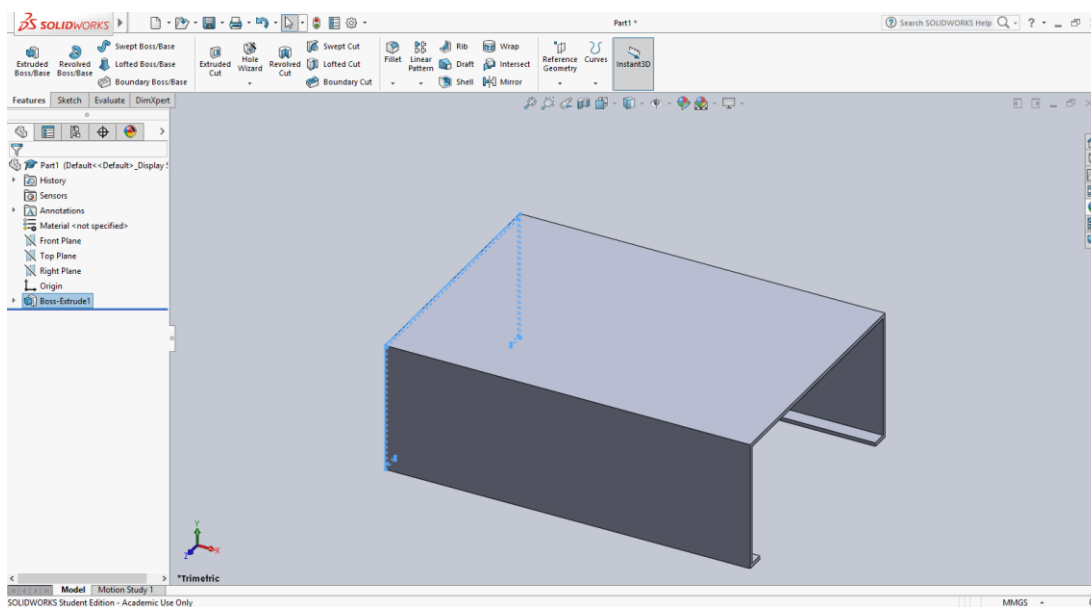 SOLIDWORKS
Part1 *
Search SOLIDWORKS Help
Extruded Boss/Base
Revolved Boss/Base
Swept Boss/Base
Lofted Boss/Base
Boundary Boss/Base
Extruded Cut
Hole Wizard
Revolved Cut
Swept Cut
Lofted Cut
Boundary Cut
Fillet
Linear Pattern
Rib
Draft
Shell
Wrap
Intersect
Mirror
Reference Geometry
Curves
Instant3D
Features
Sketch
Evaluate
DimXpert
Part1 (Default<<Default>_Display
History
Sensors
Annotations
Material <not specified>
Front Plane
Top Plane
Right Plane
Origin
Boss-Extrude1
Y
X
Z
*Trimetric
Model
Motion Study 1
SOLIDWORKS Student Edition - Academic Use Only
MMGS